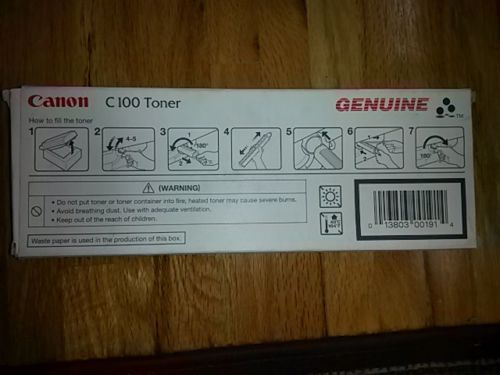 Canon C100 Toner GENUINE TM
How to fill the toner
1 2 3 4 5 6 7
4-5 1 180° 1 2 180°
(WARNING)
• Do not put toner or toner container into fire, heated toner may cause severe burns.
• Avoid breathing dust. Use with adequate ventilation.
• Keep out of the reach of children.
Waste paper is used in the production of this box.
0 13803 00191 4